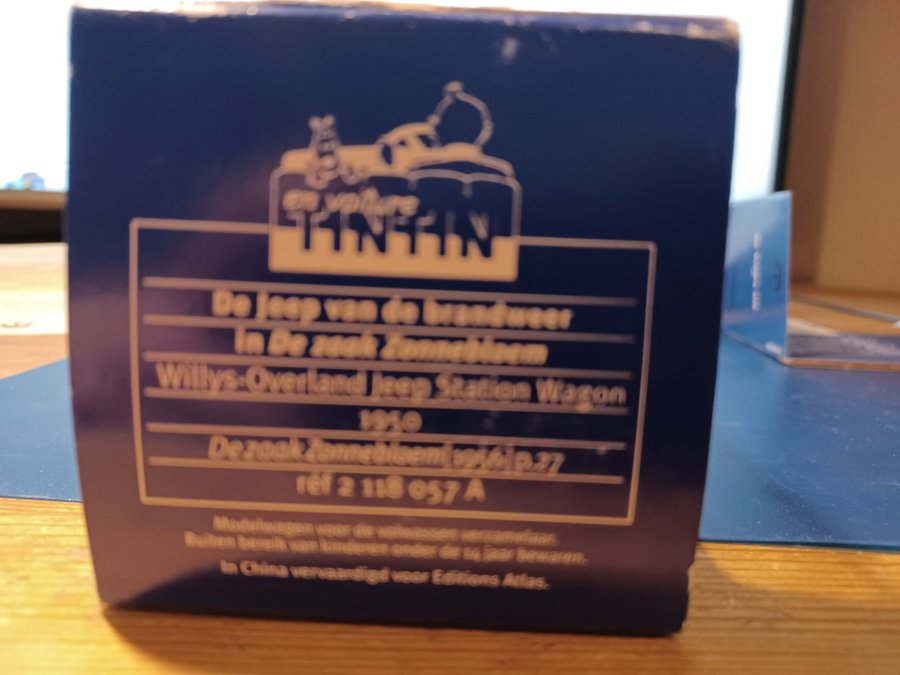 en voiture
TINTIN
De Jeep van de brandweer
in De zaak Zonnebloem
Willys-Overland Jeep Station Wagon
1950
De zaak Zonnebloem [1956] p.27
réf 2 118 057 A
Modelwagen voor de volwassen verzamelaar.
Buiten bereik van kinderen onder de 14 jaar bewaren.
In China vervaardigd voor Editions Atlas.